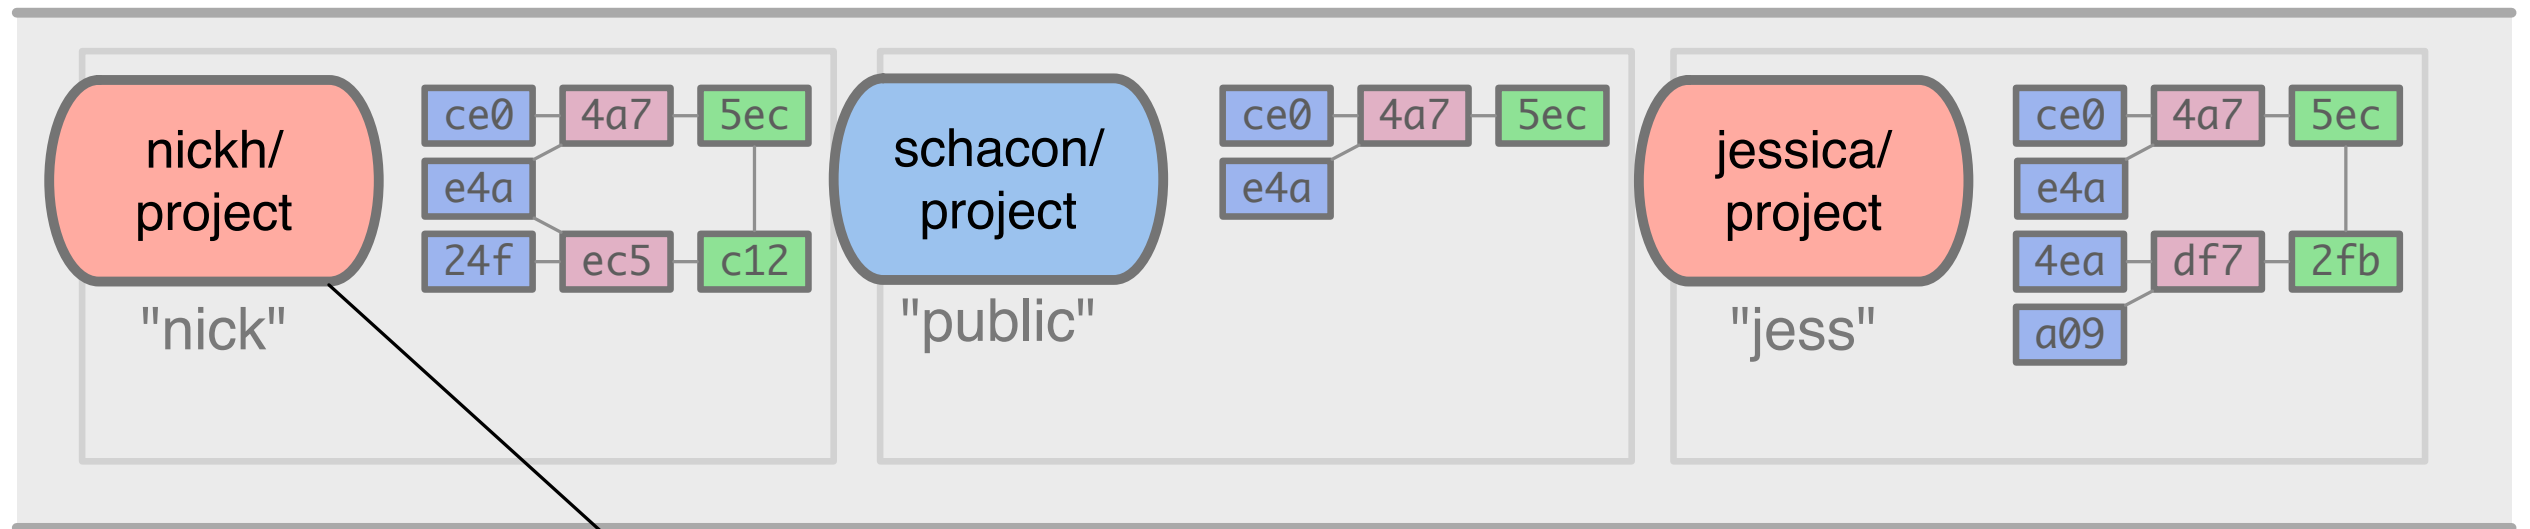 nickh/
project
"nick"
ce0 4a7 5ec
e4a
24f ec5 c12
schacon/
project
"public"
ce0 4a7 5ec
e4a
jessica/
project
"jess"
ce0 4a7 5ec
e4a
4ea df7 2fb
a09